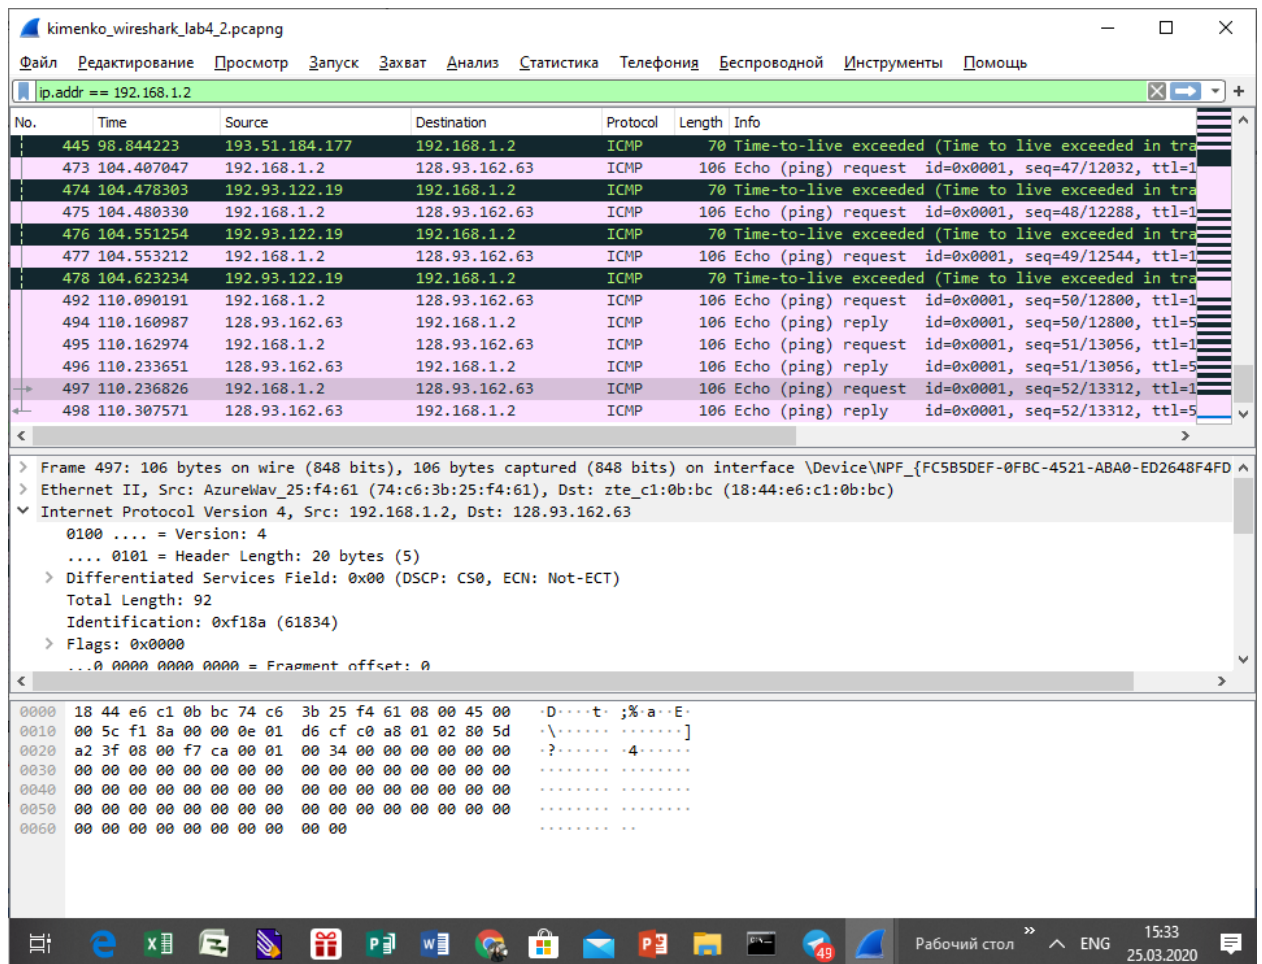 kimenko_wireshark_lab4_2.pcapng
Файл Редактирование Просмотр Запуск Захват Анализ Статистика Телефония Беспроводной Инструменты Помощь
ip.addr == 192.168.1.2
No. Time Source Destination Protocol Length Info
445 98.844223 193.51.184.177 192.168.1.2 ICMP 70 Time-to-live exceeded (Time to live exceeded in tra
473 104.407047 192.168.1.2 128.93.162.63 ICMP 106 Echo (ping) request id=0x0001, seq=47/12032, ttl=1
474 104.478303 192.93.122.19 192.168.1.2 ICMP 70 Time-to-live exceeded (Time to live exceeded in tra
475 104.480330 192.168.1.2 128.93.162.63 ICMP 106 Echo (ping) request id=0x0001, seq=48/12288, ttl=1
476 104.551254 192.93.122.19 192.168.1.2 ICMP 70 Time-to-live exceeded (Time to live exceeded in tra
477 104.553212 192.168.1.2 128.93.162.63 ICMP 106 Echo (ping) request id=0x0001, seq=49/12544, ttl=1
478 104.623234 192.93.122.19 192.168.1.2 ICMP 70 Time-to-live exceeded (Time to live exceeded in tra
492 110.090191 192.168.1.2 128.93.162.63 ICMP 106 Echo (ping) request id=0x0001, seq=50/12800, ttl=1
494 110.160987 128.93.162.63 192.168.1.2 ICMP 106 Echo (ping) reply id=0x0001, seq=50/12800, ttl=5
495 110.162974 192.168.1.2 128.93.162.63 ICMP 106 Echo (ping) request id=0x0001, seq=51/13056, ttl=1
496 110.233651 128.93.162.63 192.168.1.2 ICMP 106 Echo (ping) reply id=0x0001, seq=51/13056, ttl=5
497 110.236826 192.168.1.2 128.93.162.63 ICMP 106 Echo (ping) request id=0x0001, seq=52/13312, ttl=1
498 110.307571 128.93.162.63 192.168.1.2 ICMP 106 Echo (ping) reply id=0x0001, seq=52/13312, ttl=5
Frame 497: 106 bytes on wire (848 bits), 106 bytes captured (848 bits) on interface \Device\NPF_{FC5B5DEF-0FBC-4521-ABA0-ED2648F4FD
Ethernet II, Src: AzureWav_25:f4:61 (74:c6:3b:25:f4:61), Dst: zte_c1:0b:bc (18:44:e6:c1:0b:bc)
Internet Protocol Version 4, Src: 192.168.1.2, Dst: 128.93.162.63
0100 .... = Version: 4
.... 0101 = Header Length: 20 bytes (5)
Differentiated Services Field: 0x00 (DSCP: CS0, ECN: Not-ECT)
Total Length: 92
Identification: 0xf18a (61834)
Flags: 0x0000
...0 0000 0000 0000 = Fragment offset: 0
0000 18 44 e6 c1 0b bc 74 c6 3b 25 f4 61 08 00 45 00 ·D····t· ;%·a··E·
0010 00 5c f1 8a 00 00 0e 01 d6 cf c0 a8 01 02 80 5d ·\······ ·······]
0020 a2 3f 08 00 f7 ca 00 01 00 34 00 00 00 00 00 00 ·?······ ·4······
0030 00 00 00 00 00 00 00 00 00 00 00 00 00 00 00 00 ········ ········
0040 00 00 00 00 00 00 00 00 00 00 00 00 00 00 00 00 ········ ········
0050 00 00 00 00 00 00 00 00 00 00 00 00 00 00 00 00 ········ ········
0060 00 00 00 00 00 00 00 00 00 00 ········ ··
49 Рабочий стол ENG 15:33
25.03.2020